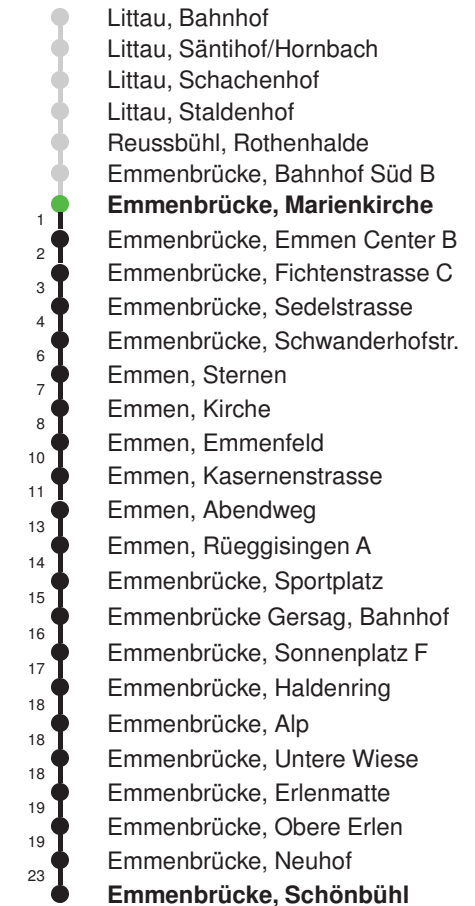 Littau, Bahnhof
Littau, Säntihof/Hornbach
Littau, Schachenhof
Littau, Staldenhof
Reussbühl, Rothenhalde
Emmenbrücke, Bahnhof Süd B
Emmenbrücke, Marienkirche
1 Emmenbrücke, Emmen Center B
2 Emmenbrücke, Fichtenstrasse C
3 Emmenbrücke, Sedelstrasse
4 Emmenbrücke, Schwanderhofstr.
6 Emmen, Sternen
7 Emmen, Kirche
8 Emmen, Emmenfeld
10 Emmen, Kasernenstrasse
11 Emmen, Abendweg
13 Emmen, Rüeggisingen A
14 Emmenbrücke, Sportplatz
15 Emmenbrücke Gersag, Bahnhof
16 Emmenbrücke, Sonnenplatz F
17 Emmenbrücke, Haldenring
18 Emmenbrücke, Alp
18 Emmenbrücke, Untere Wiese
18 Emmenbrücke, Erlenmatte
19 Emmenbrücke, Obere Erlen
19 Emmenbrücke, Neuhof
23 Emmenbrücke, Schönbühl